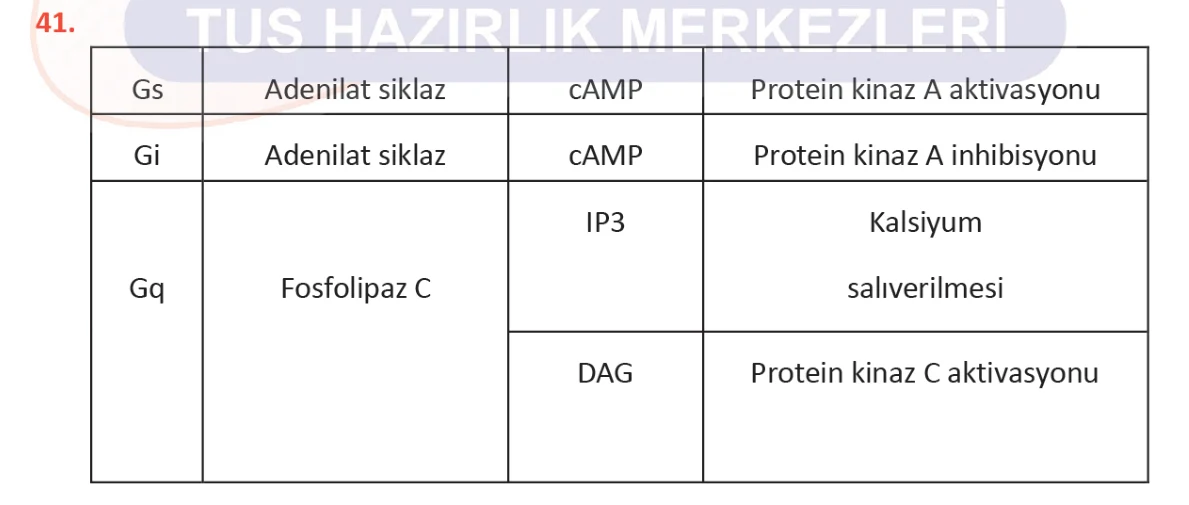 41.
TUS HAZIRLIK MERKEZLERİ
Gs Adenilat siklaz cAMP Protein kinaz A aktivasyonu
Gi Adenilat siklaz cAMP Protein kinaz A inhibisyonu
IP3 Kalsiyum
Gq Fosfolipaz C salıverilmesi
DAG Protein kinaz C aktivasyonu